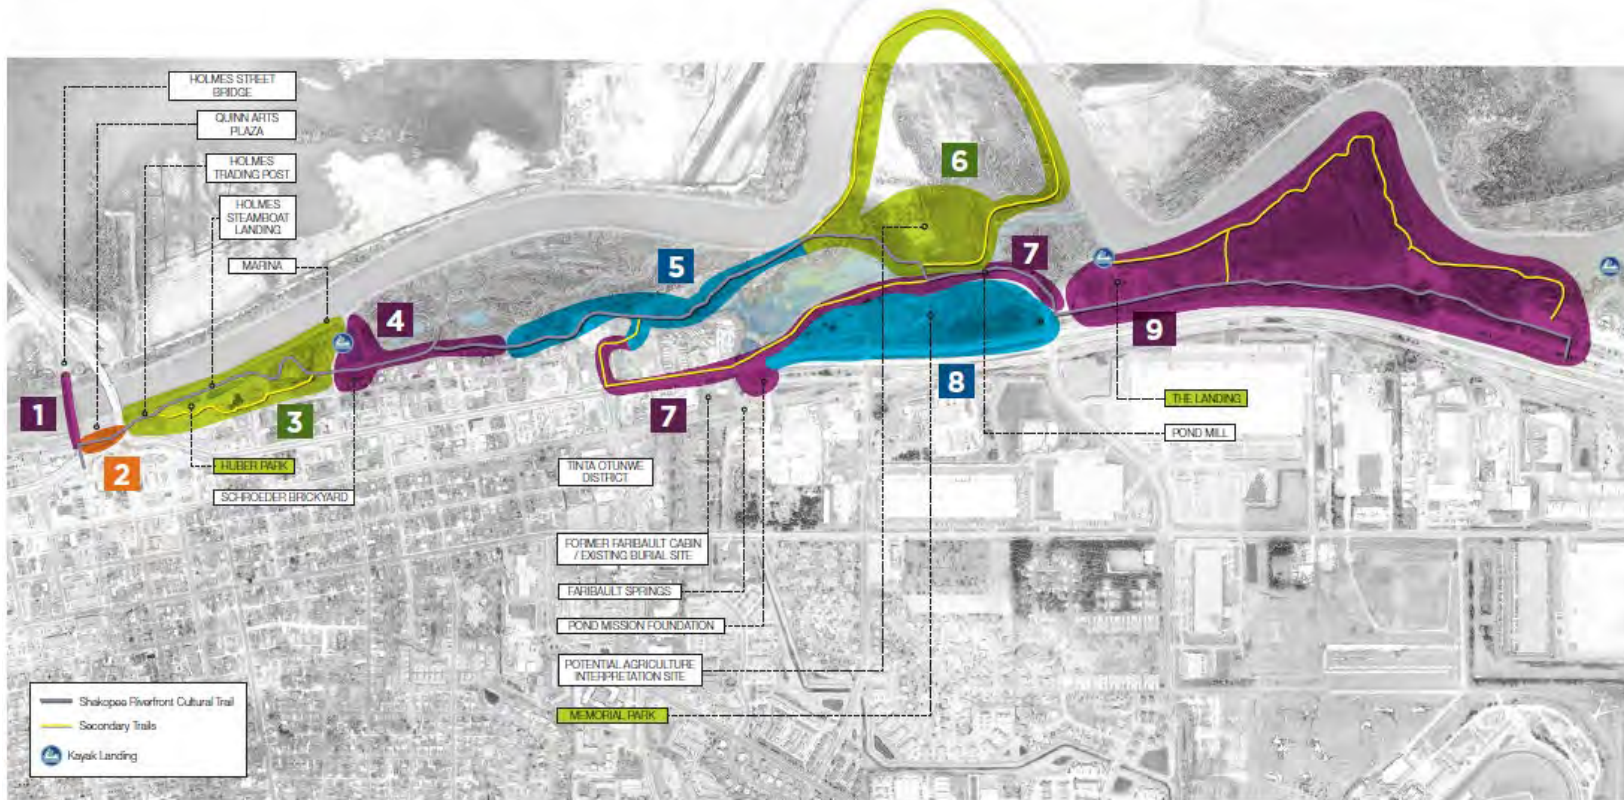 HOLMES STREET
BRIDGE
QUINN ARTS
PLAZA
HOLMES
TRADING POST
HOLMES
STEAMBOAT
LANDING
MARINA
1
2
3
4
5
6
7
7
8
9
HUBER PARK
SCHROEDER BRICKYARD
TINTA OTUNWE
DISTRICT
FORMER FARIBAULT CABIN
/ EXISTING BURIAL SITE
FARIBAULT SPRINGS
POND MISSION FOUNDATION
POTENTIAL AGRICULTURE
INTERPRETATION SITE
MEMORIAL PARK
THE LANDING
POND MILL
Shakopee Riverfront Cultural Trail
Secondary Trails
Kayak Landing